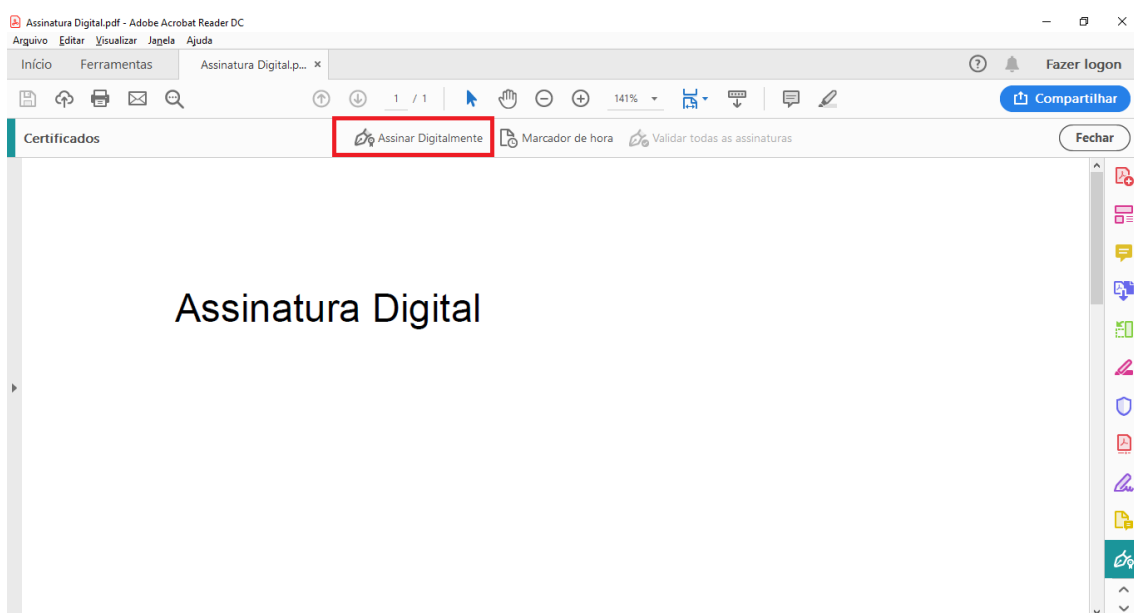 Assinatura Digital.pdf - Adobe Acrobat Reader DC
Arquivo Editar Visualizar Janela Ajuda
Início Ferramentas Assinatura Digital.p... × Fazer logon
1 / 1 141% Compartilhar
Certificados Assinar Digitalmente Marcador de hora Validar todas as assinaturas Fechar
Assinatura Digital